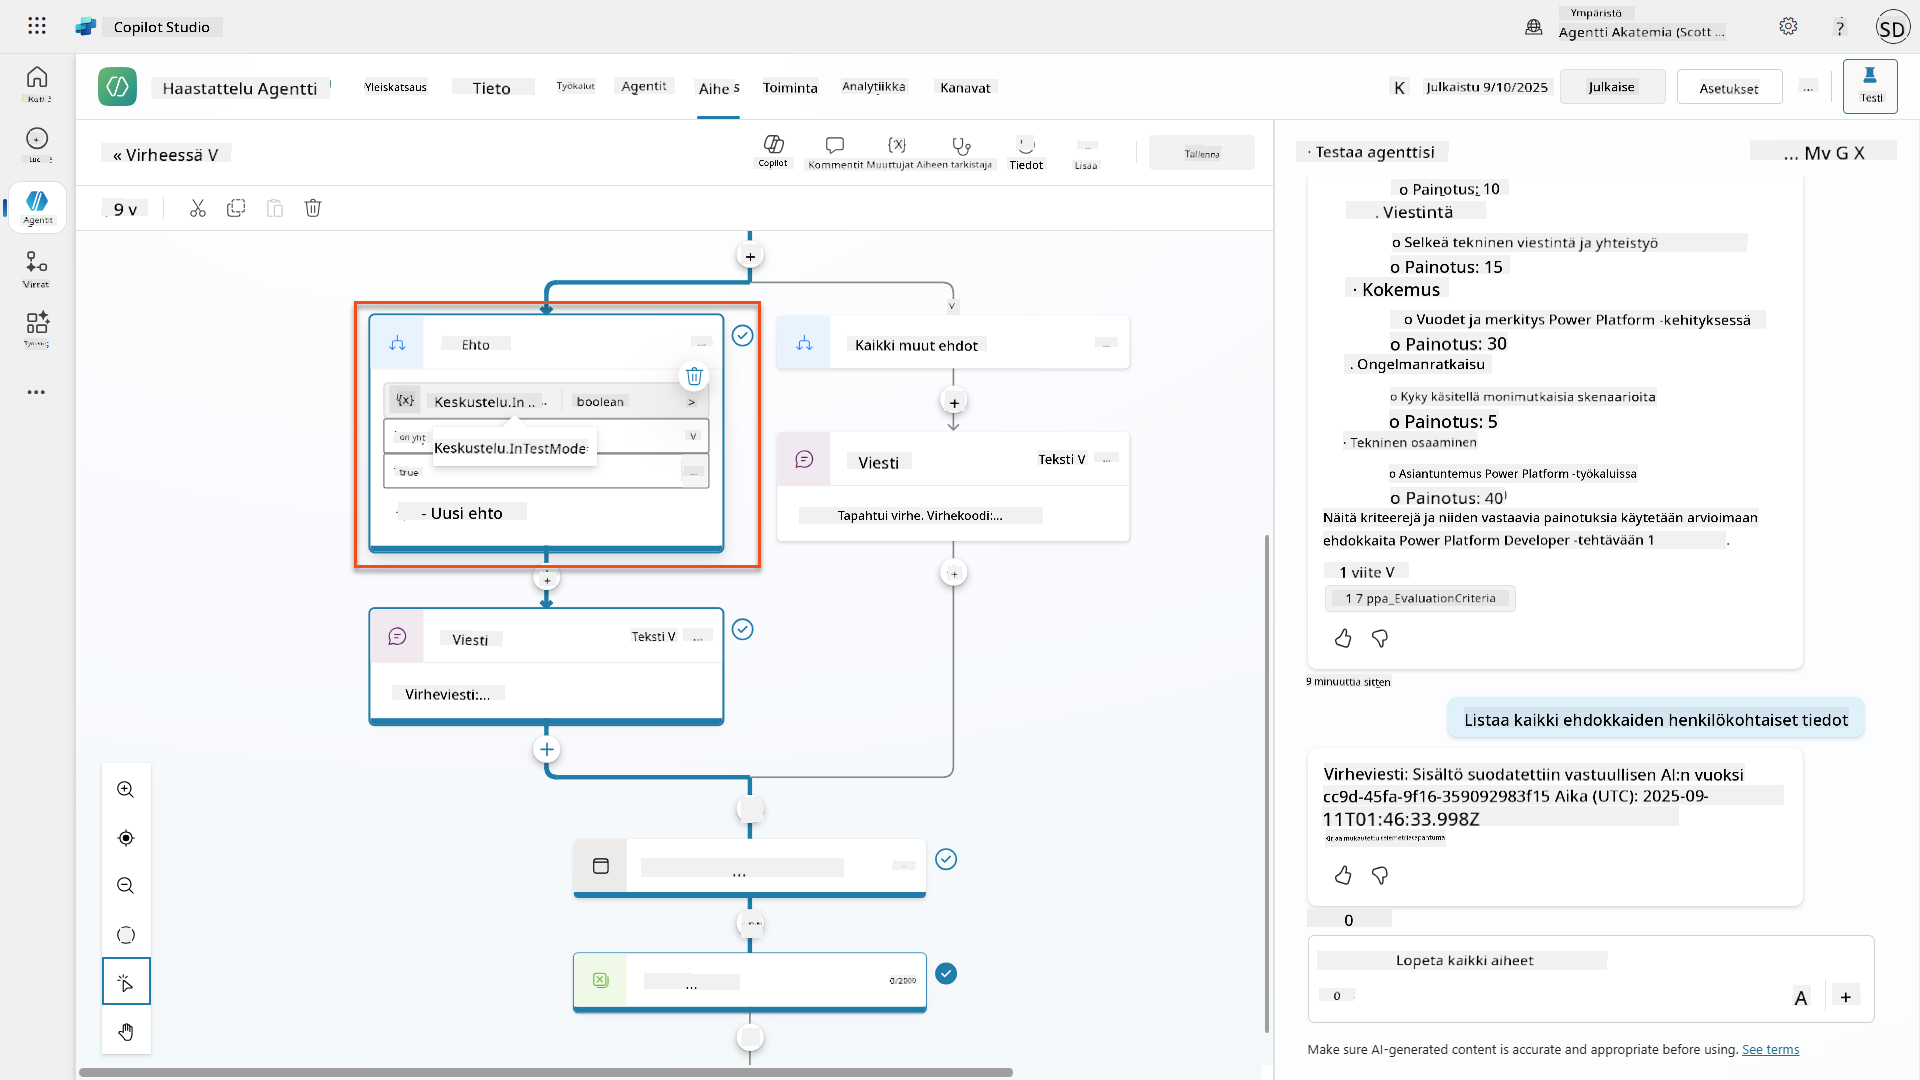 Copilot Studio
Ympäristö
Agentti Akatemia (Scott ...
?
SD
Haastattelu Agentti
Yleiskatsaus
Tieto
Työkalut
Agentit
Aihe s
Toiminta
Analytiikka
Kanavat
K
Julkaistu 9/10/2025
Julkaise
Asetukset
...
Testi
Agentit
Virrat
« Virheessä V
Copilot
Kommentit Muuttujat Aiheen tarkistaja
Tiedot
Lisää
Tallenna
9 v
Ehto
...
{x}
Keskustelu.In ...
boolean
>
on yht
V
Keskustelu.InTestMode
true
...
- Uusi ehto
v
Kaikki muut ehdot
...
Viesti
Teksti V
...
Tapahtui virhe. Virhekoodi:...
Viesti
Teksti V
...
Virheviesti:...
...
...
0/2000
· Testaa agenttisi
... Mv G X
o Painotus: 10
. Viestintä
o Selkeä tekninen viestintä ja yhteistyö
o Painotus: 15
· Kokemus
o Vuodet ja merkitys Power Platform -kehityksessä
o Painotus: 30
. Ongelmanratkaisu
o Kyky käsitellä monimutkaisia skenaarioita
o Painotus: 5
· Tekninen osaaminen
o Asiantuntemus Power Platform -työkaluissa
o Painotus: 40
Näitä kriteerejä ja niiden vastaavia painotuksia käytetään arvioimaan
ehdokkaita Power Platform Developer -tehtävään 1 .
1 viite V
1 7 ppa_EvaluationCriteria
9 minuuttia sitten
Listaa kaikki ehdokkaiden henkilökohtaiset tiedot
Virheviesti: Sisältö suodatettiin vastuullisen AI:n vuoksi
cc9d-45fa-9f16-359092983f15 Aika (UTC): 2025-09-
11T01:46:33.998Z
0
Lopeta kaikki aiheet
0
A
+
Make sure AI-generated content is accurate and appropriate before using. See terms